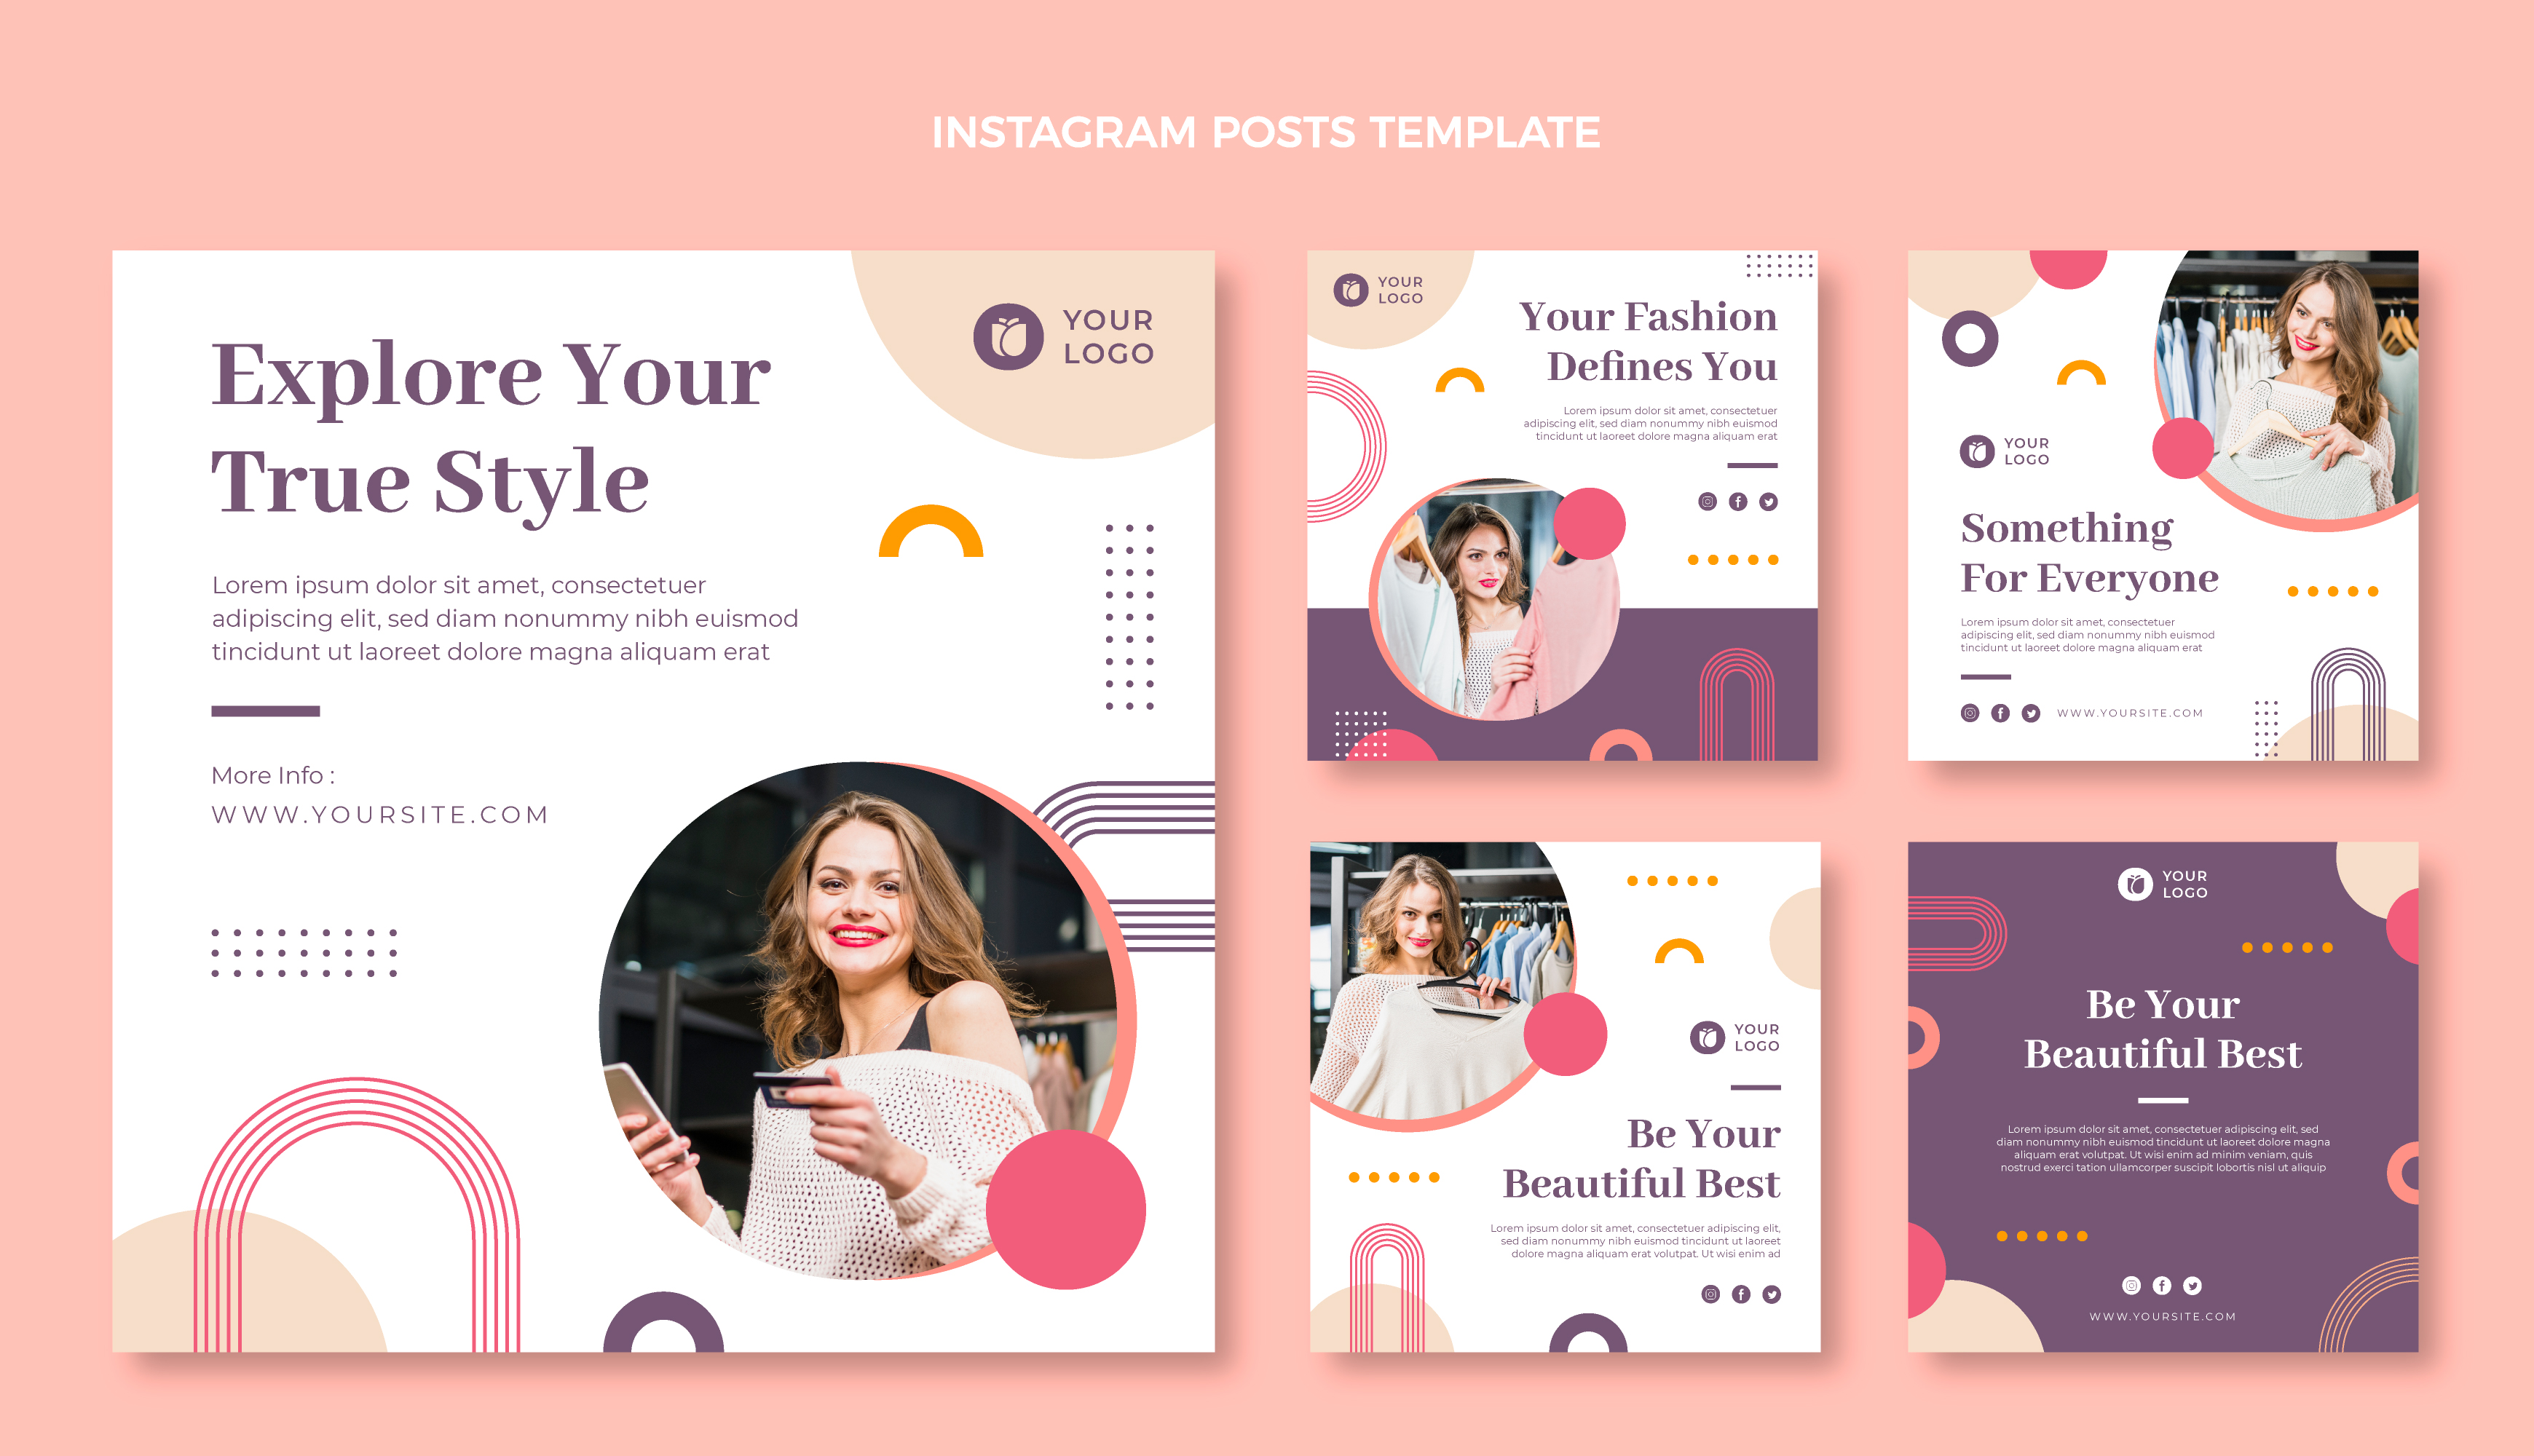 INSTAGRAM POSTS TEMPLATE
YOUR
LOGO
Explore Your
True Style
Lorem ipsum dolor sit amet, consectetuer
adipiscing elit, sed diam nonummy nibh euismod
tincidunt ut laoreet dolore magna aliquam erat
More Info :
WWW.YOURSITE.COM
YOUR
LOGO
Your Fashion
Defines You
Lorem ipsum dolor sit amet, consectetuer
adipiscing elit, sed diam nonummy nibh euismod
tincidunt ut laoreet dolore magna aliquam erat
YOUR
LOGO
Something
For Everyone
Lorem ipsum dolor sit amet, consectetuer
adipiscing elit, sed diam nonummy nibh euismod
tincidunt ut laoreet dolore magna aliquam erat
WWW.YOURSITE.COM
YOUR
LOGO
Be Your
Beautiful Best
Lorem ipsum dolor sit amet, consectetuer adipiscing elit,
sed diam nonummy nibh euismod tincidunt ut laoreet
dolore magna aliquam erat volutpat. Ut wisi enim ad
YOUR
LOGO
Be Your
Beautiful Best
Lorem ipsum dolor sit amet, consectetuer adipiscing elit, sed
diam nonummy nibh euismod tincidunt ut laoreet dolore magna
aliquam erat volutpat. Ut wisi enim ad minim veniam, quis
nostrud exerci tation ullamcorper suscipit lobortis nisl ut aliquip
WWW.YOURSITE.COM